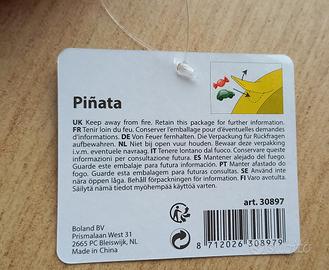 Piñata
UK Keep away from fire. Retain this package for further information.
FR Tenir loin du feu. Conserver l'emballage pour d'éventuelles demandes
d'informations. DE Von Feuer fernhalten. Die Verpackung für Rückfragen
aufbewahren. NL Niet bij open vuur houden. Bewaar deze verpakking
i.v.m. eventuele navraag. IT Tenere lontano dal fuoco. Conservare queste
informazioni per consultazione futura. ES Mantener alejado del fuego.
Guarde este embalaje para futuras consultas. PT Manter afastado do
fogo. Guarde esta embalagem para futuras consultas. SE Använd inte
nära öppen låga. Behåll förpackningen för information. FI Varo avotulta.
Säilytä nämä tiedot myöhempää käyttöä varten.
art. 30897
Boland BV
Prismalaan West 31
2665 PC Bleiswijk, NL
Made in China
8 712026 308979